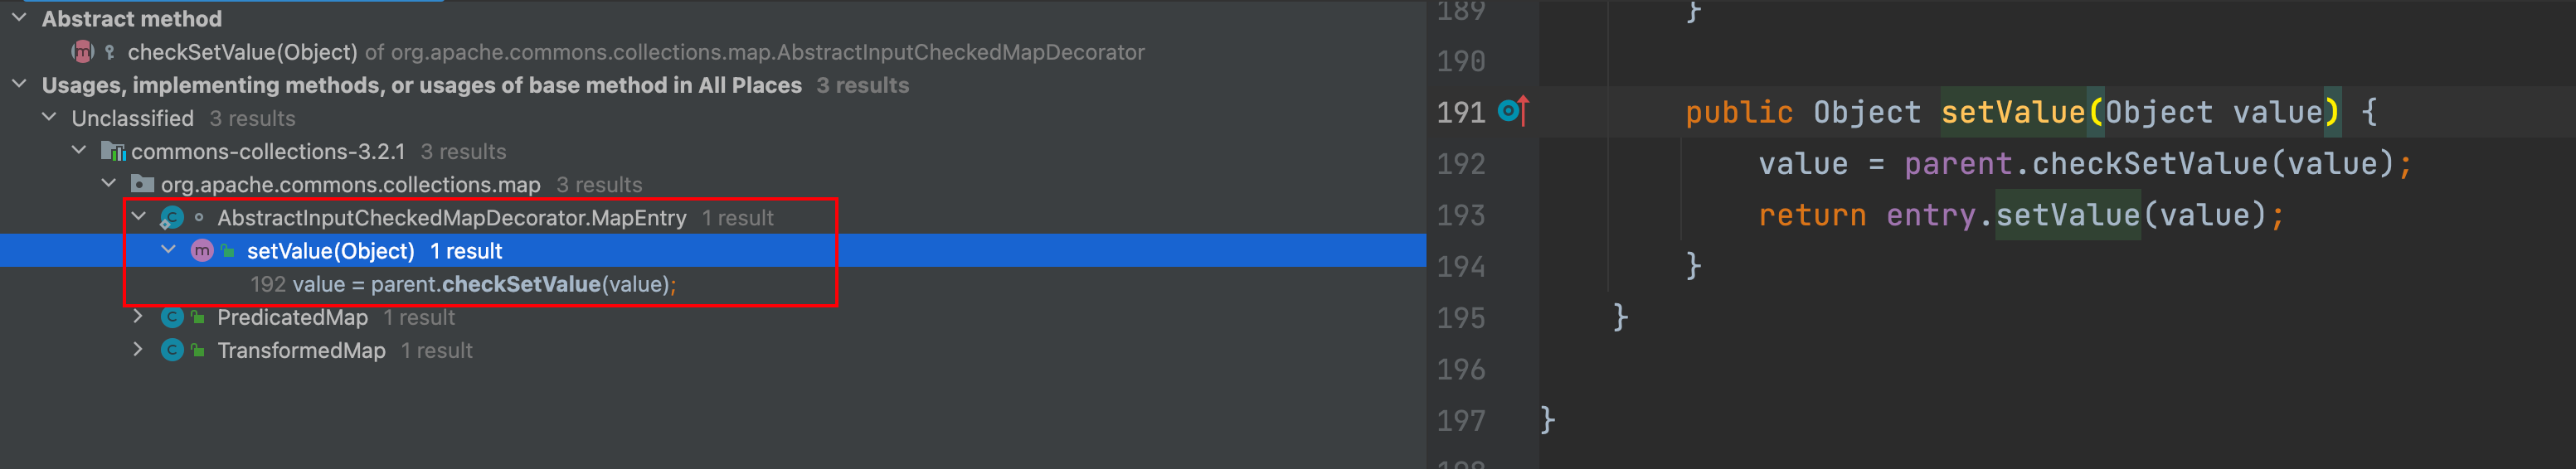 Abstract method
checkSetValue(Object) of org.apache.commons.collections.map.AbstractInputCheckedMapDecorator
Usages, implementing methods, or usages of base method in All Places 3 results
Unclassified 3 results
commons-collections-3.2.1 3 results
org.apache.commons.collections.map 3 results
AbstractInputCheckedMapDecorator.MapEntry 1 result
setValue(Object) 1 result
192 value = parent.checkSetValue(value);
PredicatedMap 1 result
TransformedMap 1 result
189 }
190
191 public Object setValue(Object value) {
192 value = parent.checkSetValue(value);
193 return entry.setValue(value);
194 }
195 }
196
197 }
198